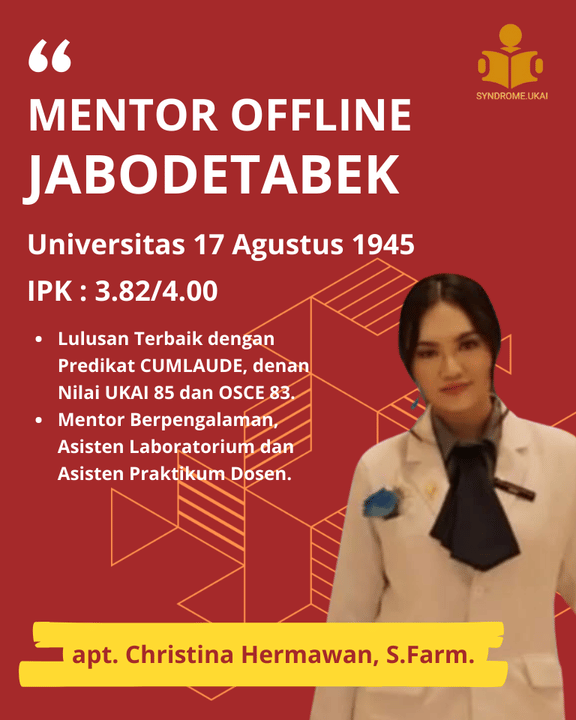 “
SYNDROME.UKAI
MENTOR OFFLINE
JABODETABEK
Universitas 17 Agustus 1945
IPK : 3.82/4.00
• Lulusan Terbaik dengan
Predikat CUMLAUDE, denan
Nilai UKAI 85 dan OSCE 83.
• Mentor Berpengalaman,
Asisten Laboratorium dan
Asisten Praktikum Dosen.
apt. Christina Hermawan, S.Farm.